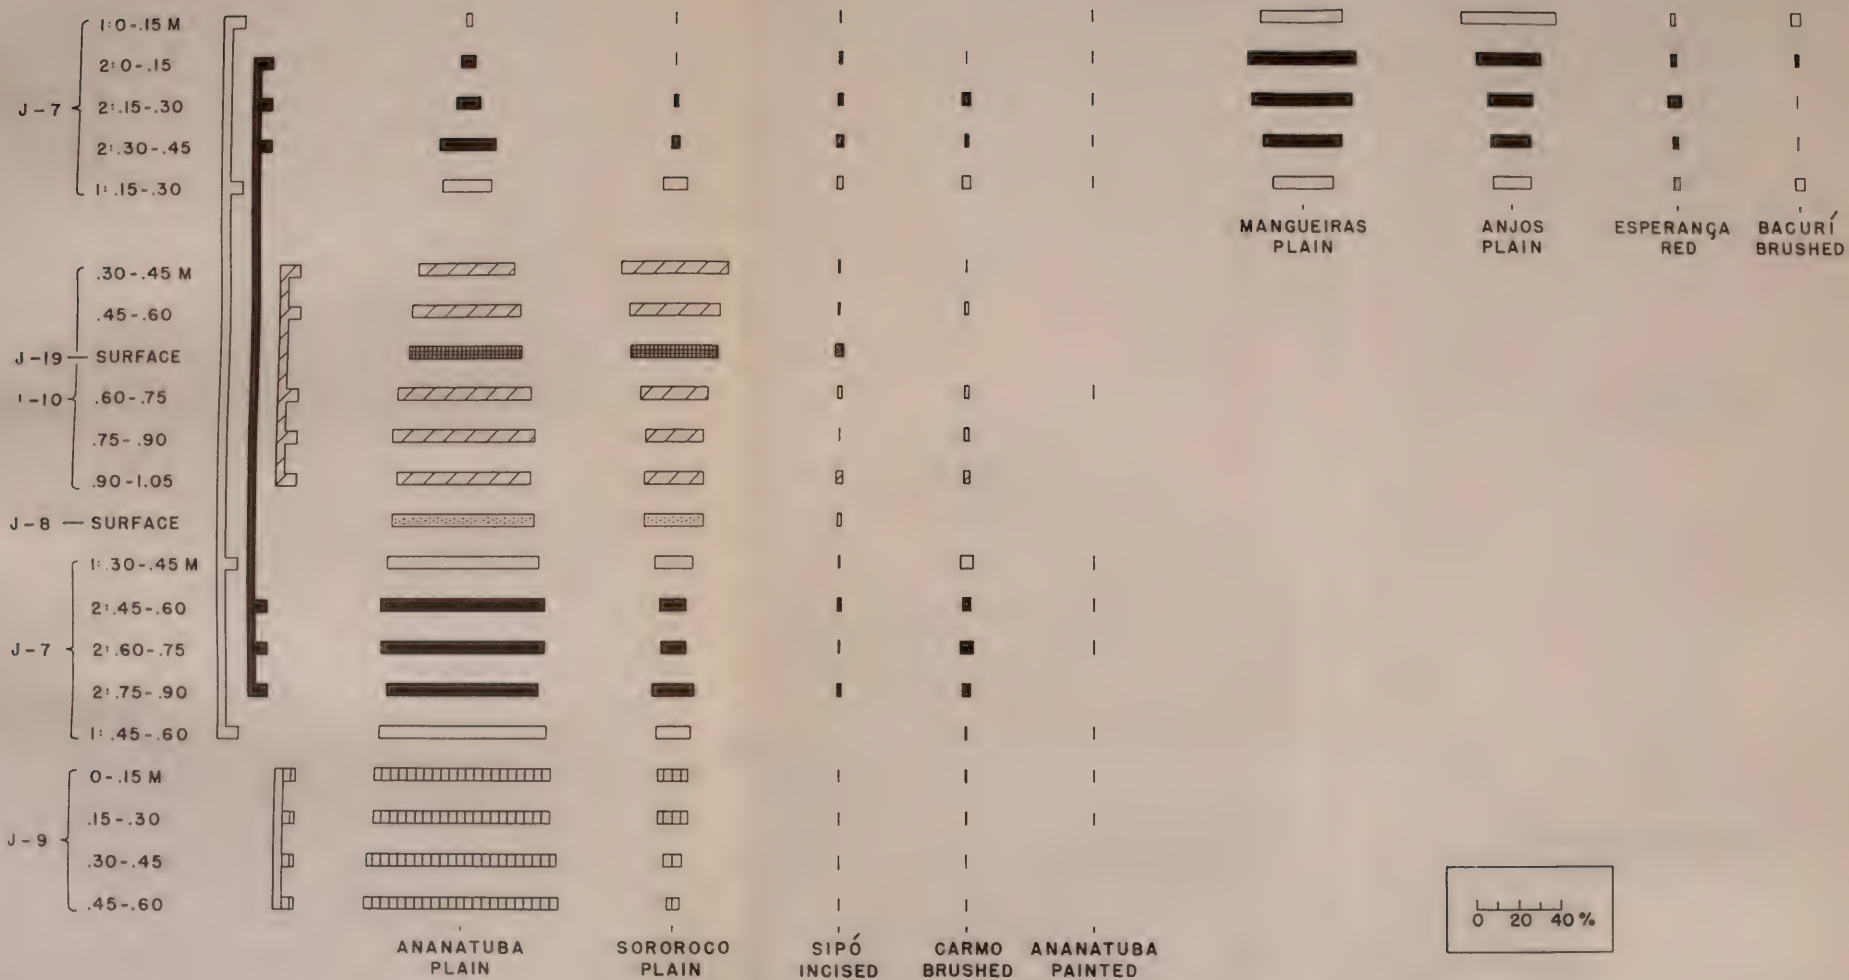 1:0-.15 M
2:0-.15
J-7
2:.15-.30
2:.30-.45
1:.15-.30
MANGUEIRAS
PLAIN
ANJOS
PLAIN
ESPERANÇA
RED
BACURÍ
BRUSHED
.30-.45 M
.45-.60
J-19 — SURFACE
-10
.60-.75
.75-.90
.90-1.05
J-8 — SURFACE
1:.30-.45 M
2:.45-.60
J-7
2:.60-.75
2:.75-.90
1:.45-.60
0-.15 M
.15-.30
J-9
.30-.45
.45-.60
ANANATUBA
PLAIN
SOROROCO
PLAIN
SIPÓ
INCISED
CARMO
BRUSHED
ANANATUBA
PAINTED
0 20 40 %